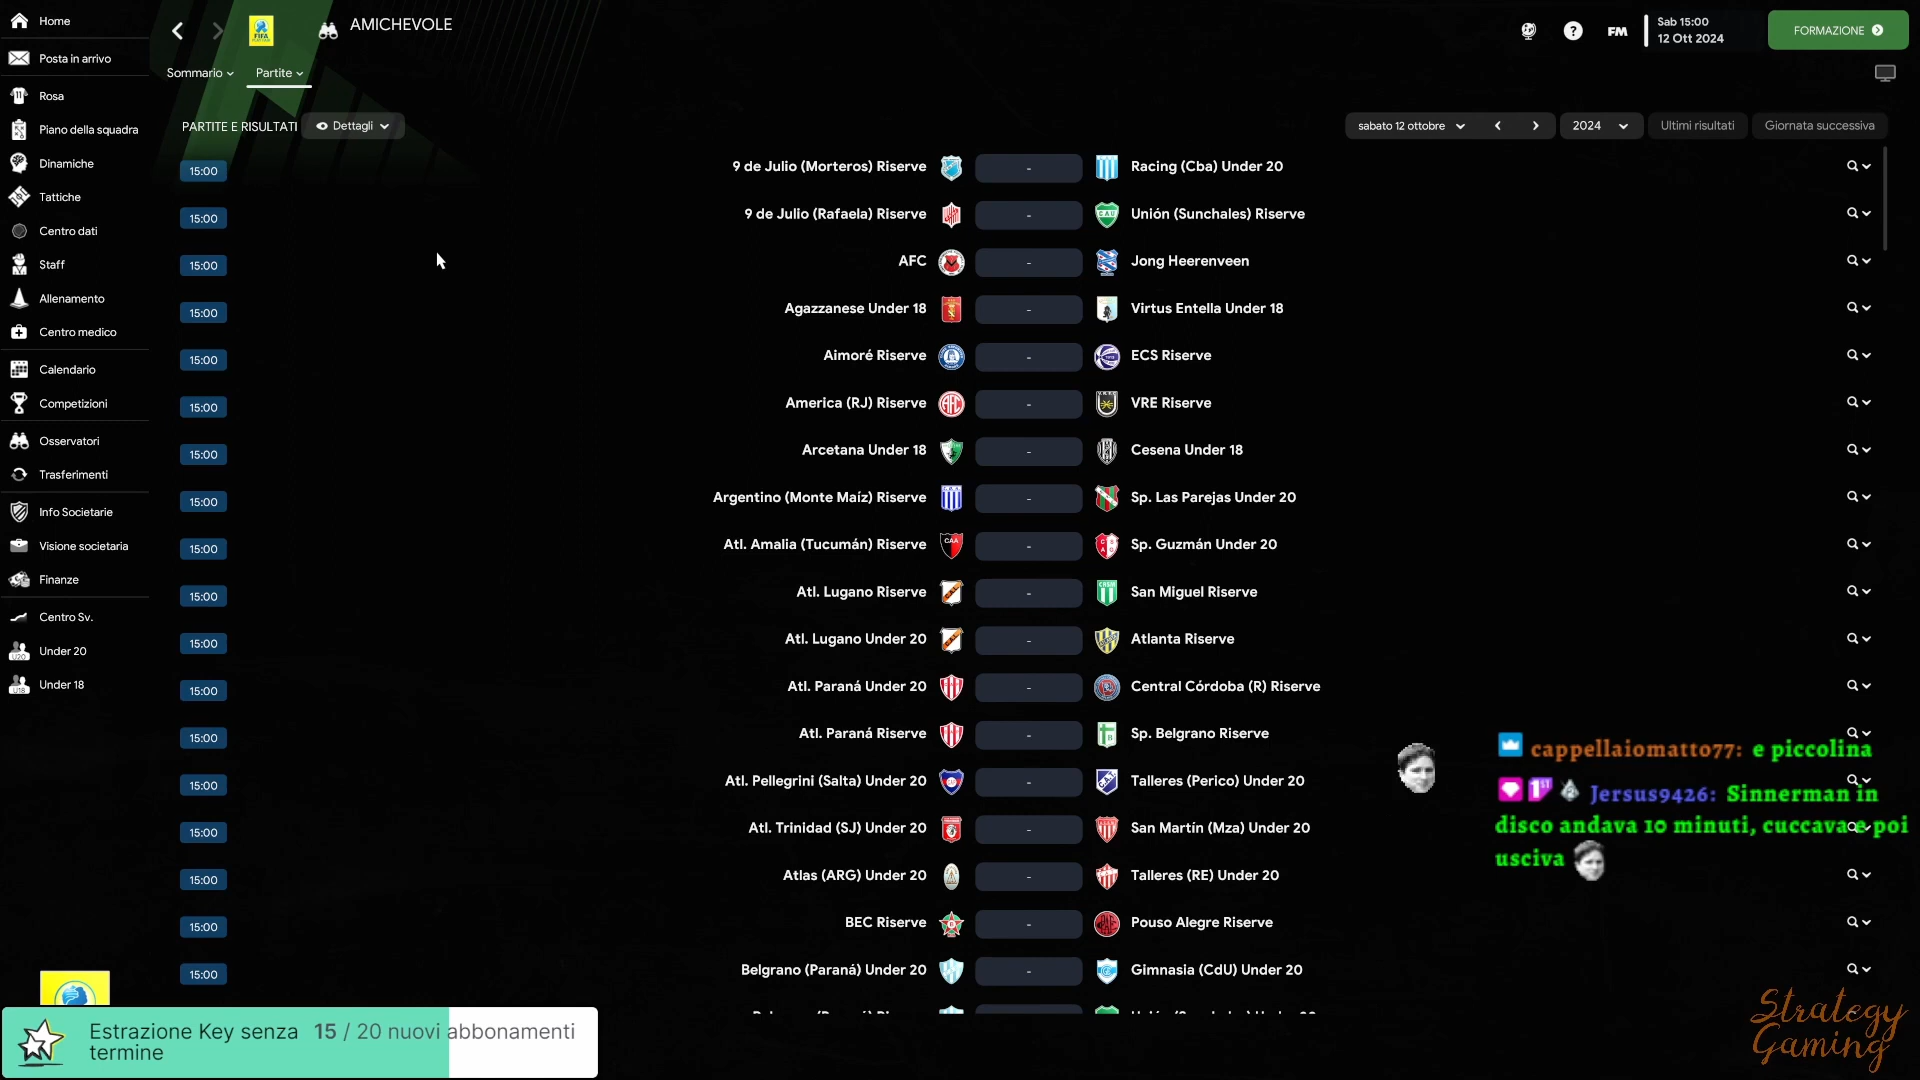 Home
Posta in arrivo
Rosa
Piano della squadra
Dinamiche
Tattiche
Centro dati
Staff
Allenamento
Centro medico
Calendario
Competizioni
Osservatori
Trasferimenti
Info Societarie
Visione societaria
Finanze
Centro Sv.
Under 20
Under 18
AMICHEVOLE
Sommario
Partite
FM
Sab 15:00
12 Ott 2024
FORMAZIONE
PARTITE E RISULTATI
Dettagli
sabato 12 ottobre
2024
Ultimi risultati
Giornata successiva
15:00 9 de Julio (Morteros) Riserve - Racing (Cba) Under 20
15:00 9 de Julio (Rafaela) Riserve - Unión (Sunchales) Riserve
15:00 AFC - Jong Heerenveen
15:00 Agazzanese Under 18 - Virtus Entella Under 18
15:00 Aimoré Riserve - ECS Riserve
15:00 America (RJ) Riserve - VRE Riserve
15:00 Arcetana Under 18 - Cesena Under 18
15:00 Argentino (Monte Maíz) Riserve - Sp. Las Parejas Under 20
15:00 Atl. Amalia (Tucumán) Riserve - Sp. Guzmán Under 20
15:00 Atl. Lugano Riserve - San Miguel Riserve
15:00 Atl. Lugano Under 20 - Atlanta Riserve
15:00 Atl. Paraná Under 20 - Central Córdoba (R) Riserve
15:00 Atl. Paraná Riserve - Sp. Belgrano Riserve
15:00 Atl. Pellegrini (Salta) Under 20 - Talleres (Perico) Under 20
15:00 Atl. Trinidad (SJ) Under 20 - San Martín (Mza) Under 20
15:00 Atlas (ARG) Under 20 - Talleres (RE) Under 20
15:00 BEC Riserve - Pouso Alegre Riserve
15:00 Belgrano (Paraná) Under 20 - Gimnasia (CdU) Under 20
cappellaiomatto77: e piccolina
Jersus9426: Sinnerman in
disco andava 10 minuti, cuccava e poi
usciva
Estrazione Key senza
termine
15 / 20 nuovi abbonamenti
Strategy
Gaming